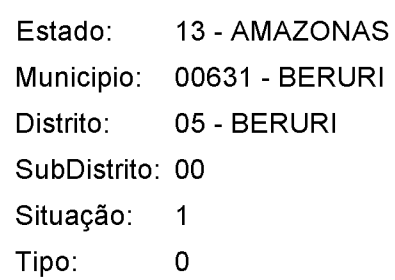 Estado: 13 - AMAZONAS
Municipio: 00631 - BERURI
Distrito: 05 - BERURI
SubDistrito: 00
Situação: 1
Tipo: 0